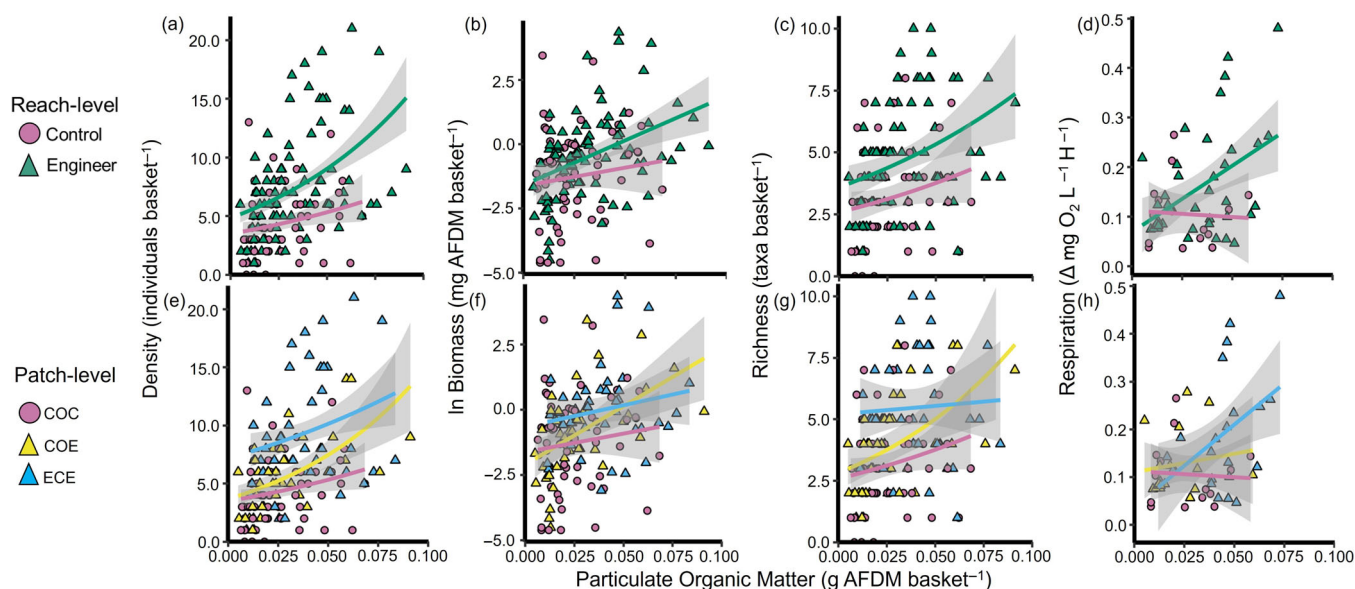 Reach-level
Control
Engineer
Patch-level
COC
COE
ECE
Density (individuals basket⁻¹)
(a)
20.0
15.0
10.0
5.0
0.0
ln Biomass (mg AFDM basket⁻¹)
(b)
2.5
0.0
−2.5
−5.0
Richness (taxa basket⁻¹)
(c)
10.0
7.5
5.0
2.5
0.0
Respiration (Δ mg O₂ L⁻¹ H⁻¹)
(d)
0.5
0.4
0.3
0.2
0.1
0.0
(e)
20.0
15.0
10.0
5.0
0.0
0.000 0.025 0.050 0.075 0.100
(f)
2.5
0.0
−2.5
−5.0
0.000 0.025 0.050 0.075 0.100
(g)
10.0
7.5
5.0
2.5
0.0
0.000 0.025 0.050 0.075 0.100
(h)
0.5
0.4
0.3
0.2
0.1
0.0
0.000 0.025 0.050 0.075 0.100
Particulate Organic Matter (g AFDM basket⁻¹)